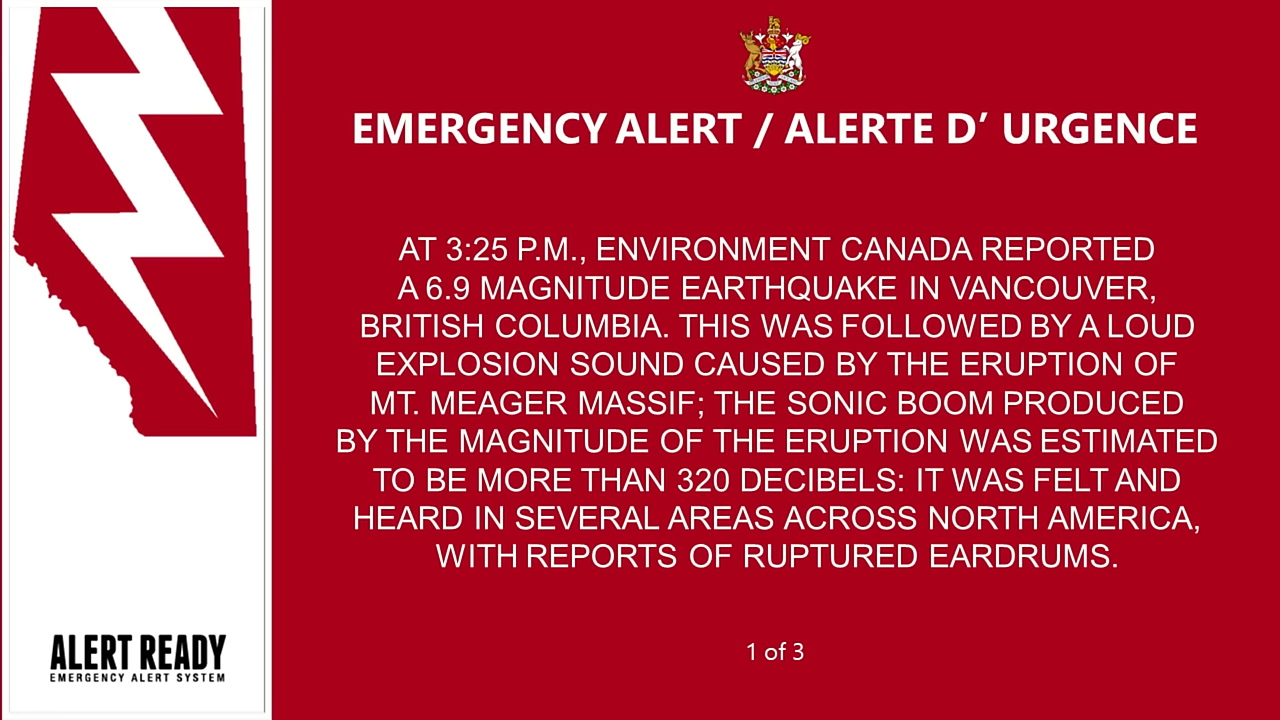 EMERGENCY ALERT / ALERTE D’ URGENCE
AT 3:25 P.M., ENVIRONMENT CANADA REPORTED
A 6.9 MAGNITUDE EARTHQUAKE IN VANCOUVER,
BRITISH COLUMBIA. THIS WAS FOLLOWED BY A LOUD
EXPLOSION SOUND CAUSED BY THE ERUPTION OF
MT. MEAGER MASSIF; THE SONIC BOOM PRODUCED
BY THE MAGNITUDE OF THE ERUPTION WAS ESTIMATED
TO BE MORE THAN 320 DECIBELS: IT WAS FELT AND
HEARD IN SEVERAL AREAS ACROSS NORTH AMERICA,
WITH REPORTS OF RUPTURED EARDRUMS.
1 of 3
ALERT READY
EMERGENCY ALERT SYSTEM